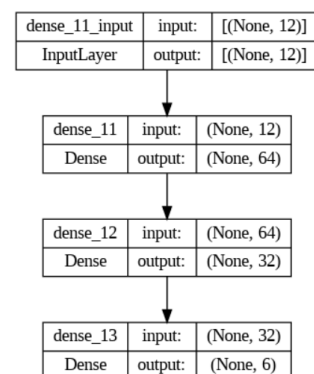 dense_11_input input: [(None, 12)]
InputLayer output: [(None, 12)]
dense_11 input: (None, 12)
Dense output: (None, 64)
dense_12 input: (None, 64)
Dense output: (None, 32)
dense_13 input: (None, 32)
Dense output: (None, 6)